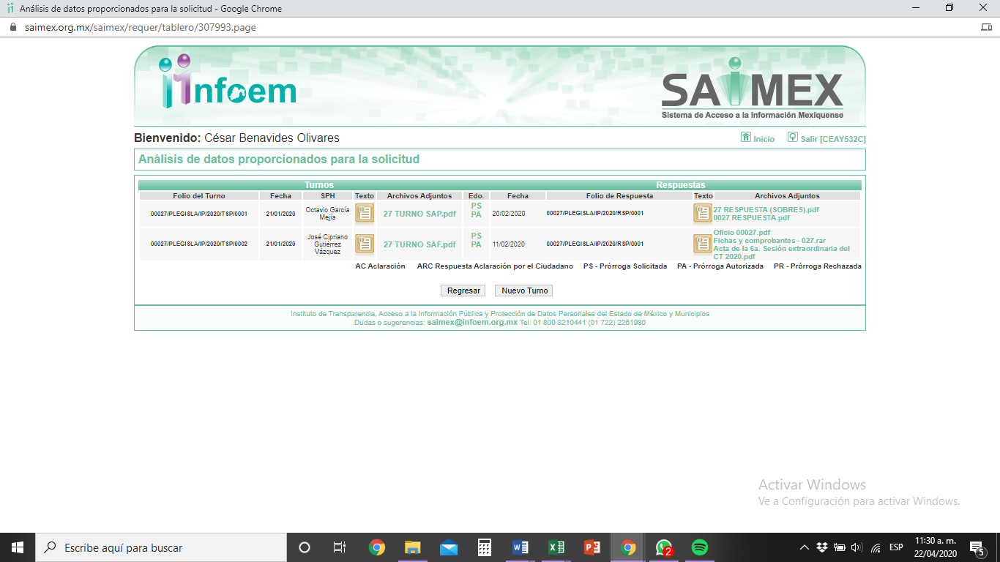 Análisis de datos proporcionados para la solicitud - Google Chrome
saimex.org.mx/saimex/requer/tablero/307993.page
infoem
SAIMEX
Sistema de Acceso a la Información Mexiquense
Bienvenido: César Benavides Olivares
Inicio Salir [CEAY532C]
Análisis de datos proporcionados para la solicitud
Turnos Respuestas
Folio del Turno Fecha SPH Texto Archivos Adjuntos Edo. Fecha Folio de Respuesta Texto Archivos Adjuntos
00027/PLEGISLA/IP/2020/TSP/0001 21/01/2020 Octavio García Mejía 27 TURNO SAP.pdf PS PA 20/02/2020 00027/PLEGISLA/IP/2020/RSP/0001 27 RESPUESTA (SOBRES).pdf
0027 RESPUESTA.pdf
00027/PLEGISLA/IP/2020/TSP/0002 21/01/2020 José Cipriano Gutiérrez Vázquez 27 TURNO SAF.pdf PS PA 11/02/2020 00027/PLEGISLA/IP/2020/RSP/0001 Oficio 00027.pdf
Fichas y comprobantes - 027.rar
Acta de la 6a. Sesión extraordinaria del
CT 2020.pdf
AC Aclaración ARC Respuesta Aclaración por el Ciudadano PS - Prórroga Solicitada PA - Prórroga Autorizada PR - Prórroga Rechazada
Regresar Nuevo Turno
Instituto de Transparencia, Acceso a la Información Pública y Protección de Datos Personales del Estado de México y Municipios
Dudas o sugerencias: saimex@infoem.org.mx Tel. 01 800 8210441 (01 722) 2261980
Activar Windows
Ve a Configuración para activar Windows.
Escribe aquí para buscar
2
ESP
11:30 a. m.
22/04/2020
5